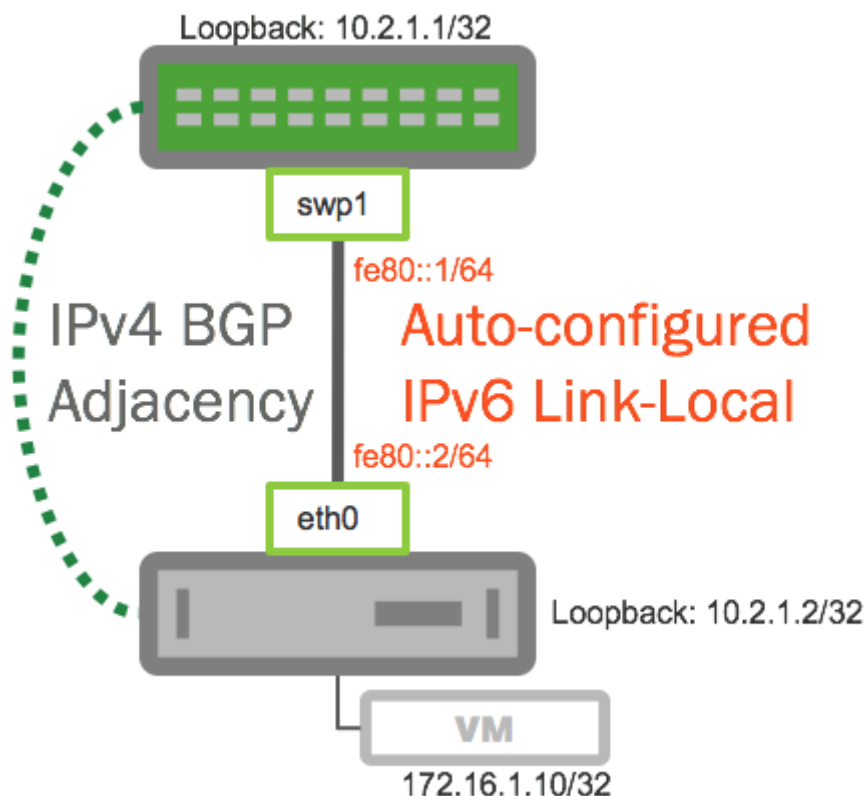 Loopback: 10.2.1.1/32
swp1
fe80::1/64
IPv4 BGP
Adjacency
Auto-configured
IPv6 Link-Local
fe80::2/64
eth0
Loopback: 10.2.1.2/32
VM
172.16.1.10/32